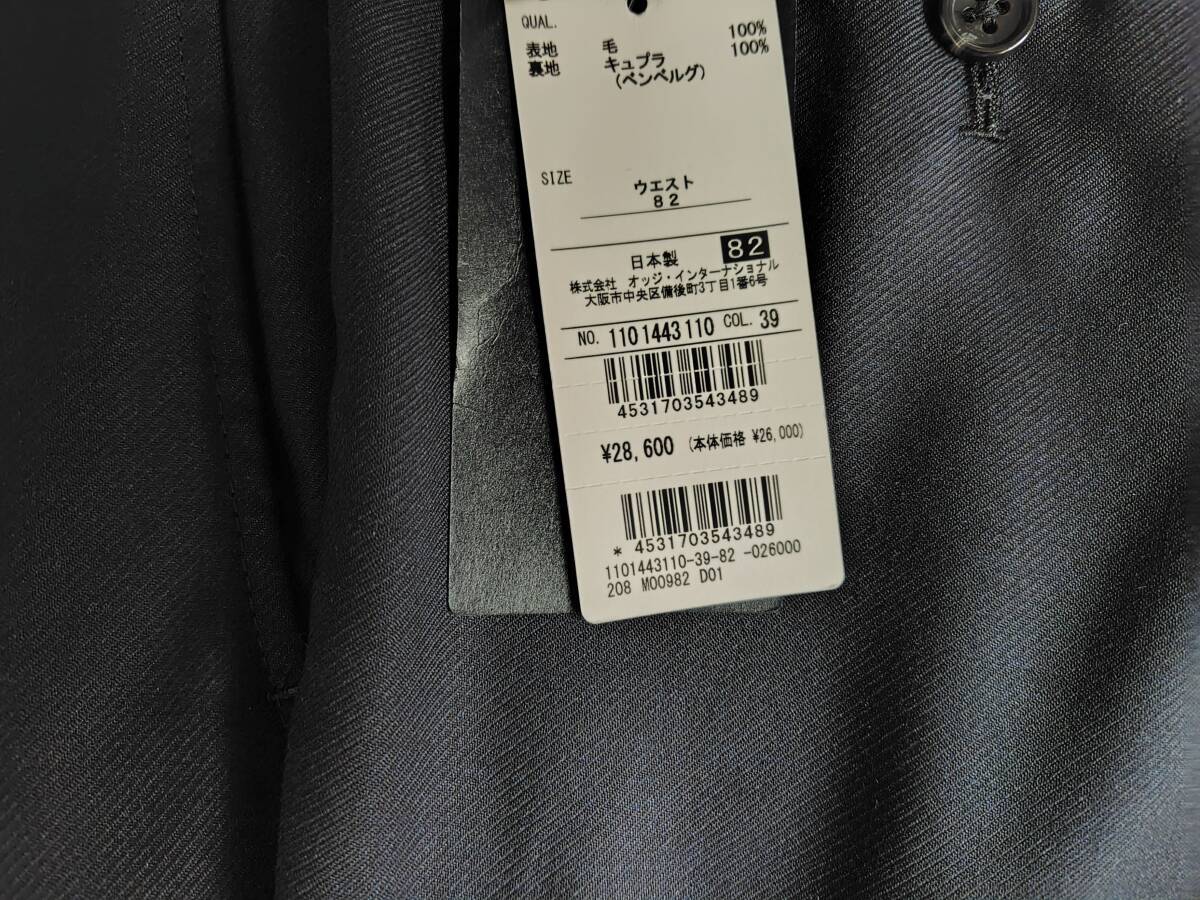 QUAL.
表地 毛 100%
裏地 キュプラ 100%
(ベンベルグ)
SIZE
ウエスト
82
日本製 82
株式会社 オッジ・インターナショナル
大阪市中央区備後町3丁目1番6号
NO. 1101443110 COL. 39
4531703543489
¥28,600 (本体価格 ¥26,000)
* 4531703543489
1101443110-39-82 -026000
208 M00982 D01